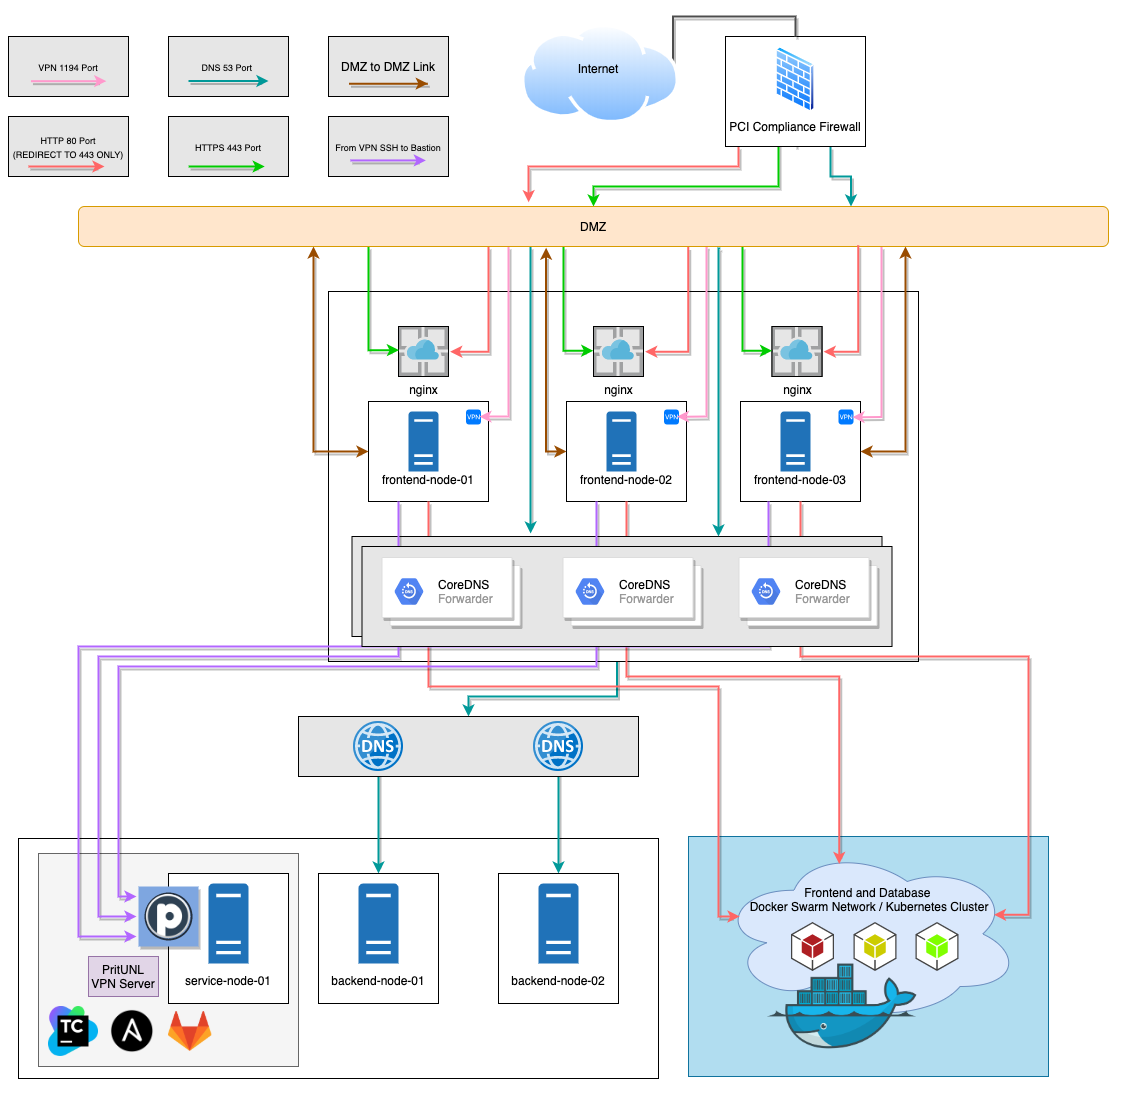 VPN 1194 Port
DNS 53 Port
DMZ to DMZ Link
HTTP 80 Port
(REDIRECT TO 443 ONLY)
HTTPS 443 Port
From VPN SSH to Bastion
Internet
PCI Compliance Firewall
DMZ
nginx
nginx
nginx
VPN
VPN
VPN
frontend-node-01
frontend-node-02
frontend-node-03
DNS
CoreDNS
Forwarder
DNS
CoreDNS
Forwarder
DNS
CoreDNS
Forwarder
DNS
DNS
p
service-node-01
backend-node-01
backend-node-02
PritUNL
VPN Server
TC
A
Frontend and Database
Docker Swarm Network / Kubernetes Cluster